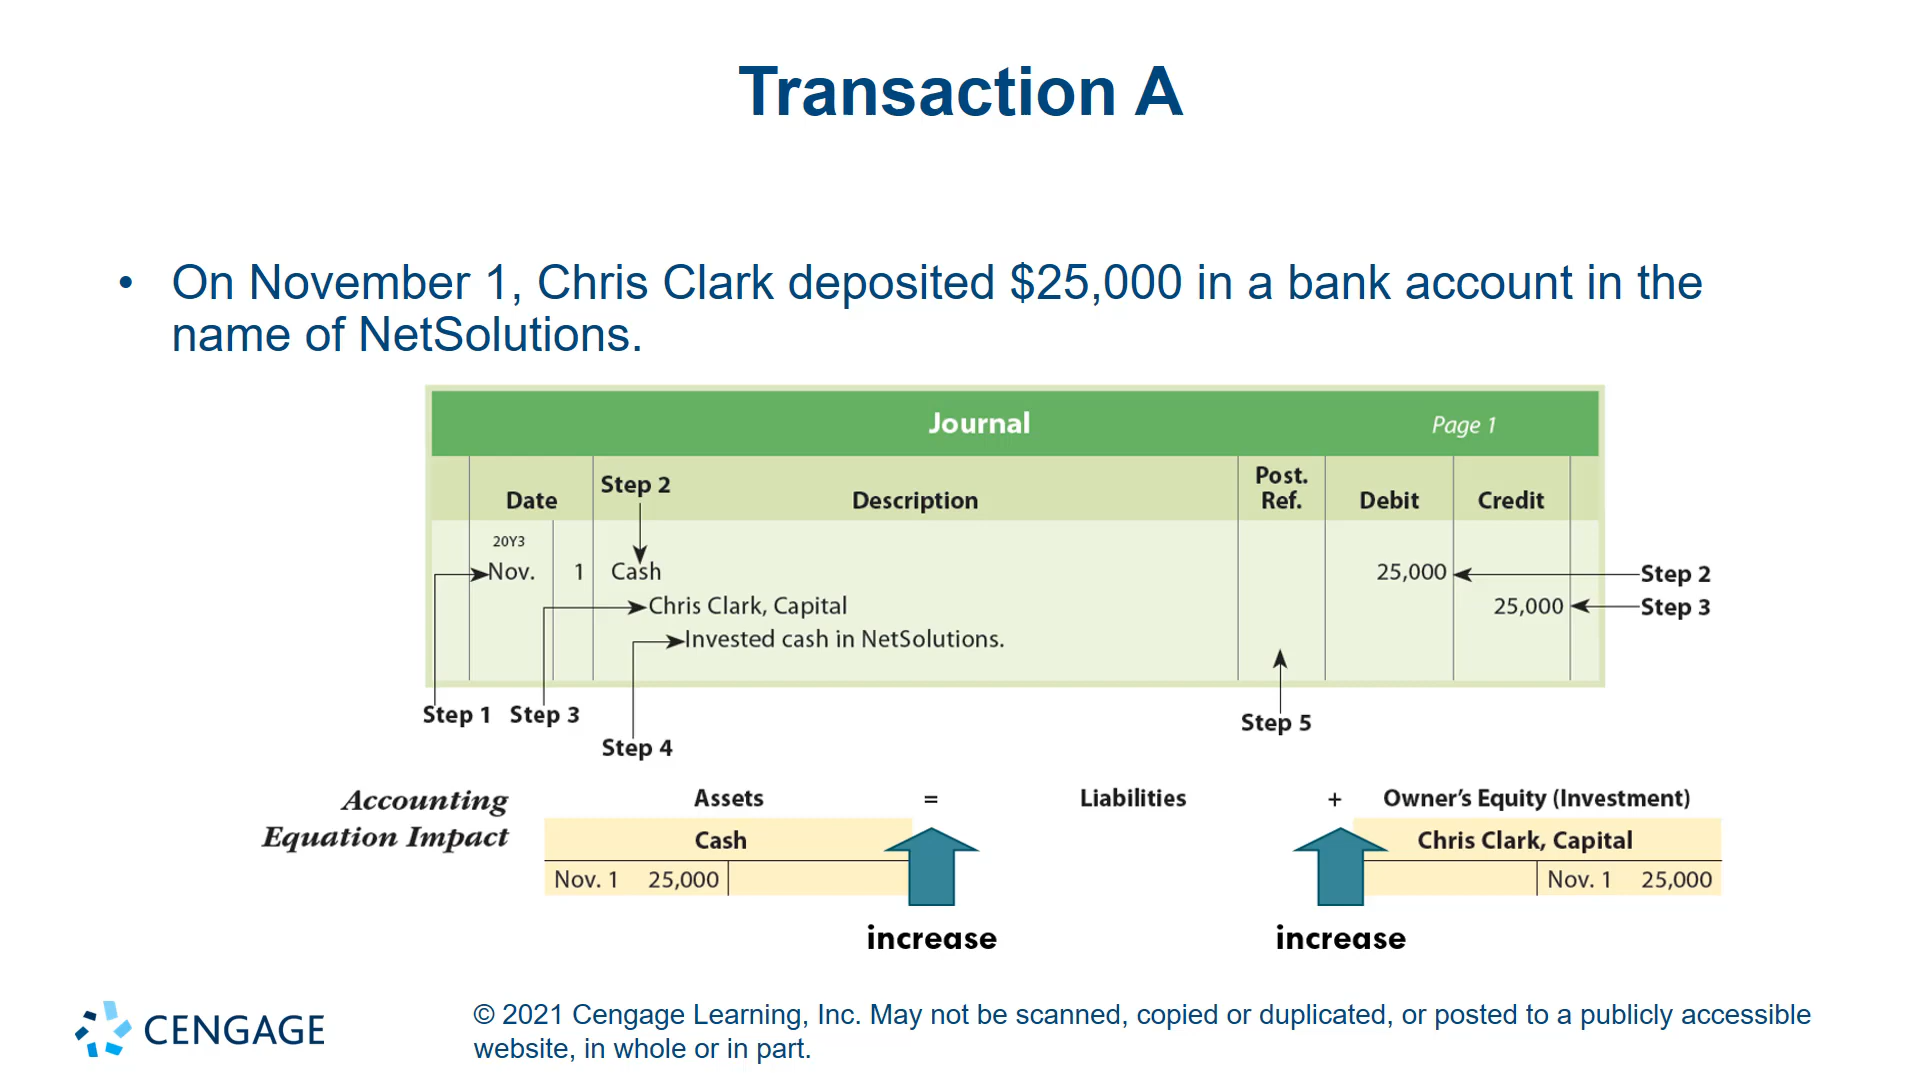 Transaction A
• On November 1, Chris Clark deposited $25,000 in a bank account in the
name of NetSolutions.
Journal Page 1
Date Step 2 Description Post. Ref. Debit Credit
20Y3
Nov. 1 Cash 25,000 Step 2
Chris Clark, Capital 25,000 Step 3
Invested cash in NetSolutions.
Step 1 Step 3 Step 5
Step 4
Accounting Equation Impact
Assets = Liabilities + Owner's Equity (Investment)
Cash Chris Clark, Capital
Nov. 1 25,000 Nov. 1 25,000
increase increase
CENGAGE
© 2021 Cengage Learning, Inc. May not be scanned, copied or duplicated, or posted to a publicly accessible
website, in whole or in part.